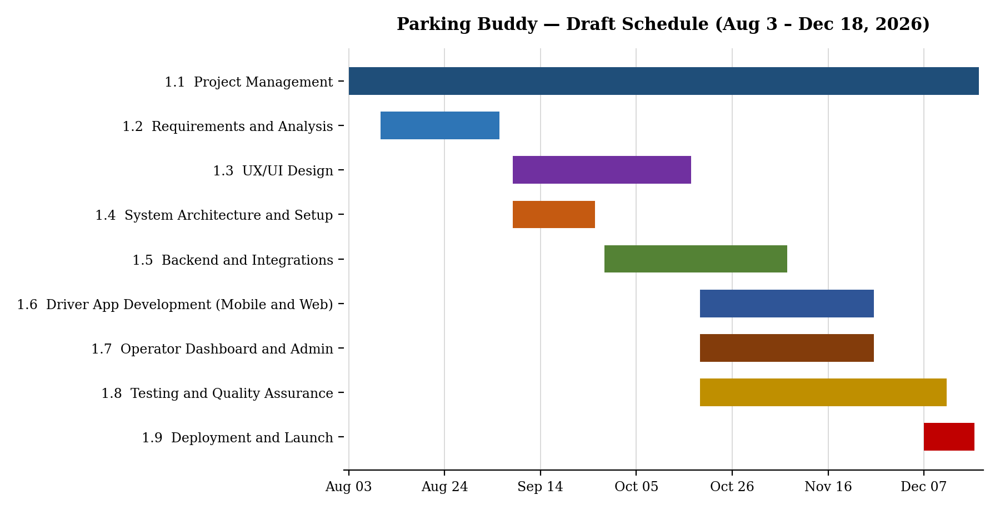 Parking Buddy — Draft Schedule (Aug 3 – Dec 18, 2026)
1.1  Project Management
1.2  Requirements and Analysis
1.3  UX/UI Design
1.4  System Architecture and Setup
1.5  Backend and Integrations
1.6  Driver App Development (Mobile and Web)
1.7  Operator Dashboard and Admin
1.8  Testing and Quality Assurance
1.9  Deployment and Launch
Aug 03 Aug 24 Sep 14 Oct 05 Oct 26 Nov 16 Dec 07